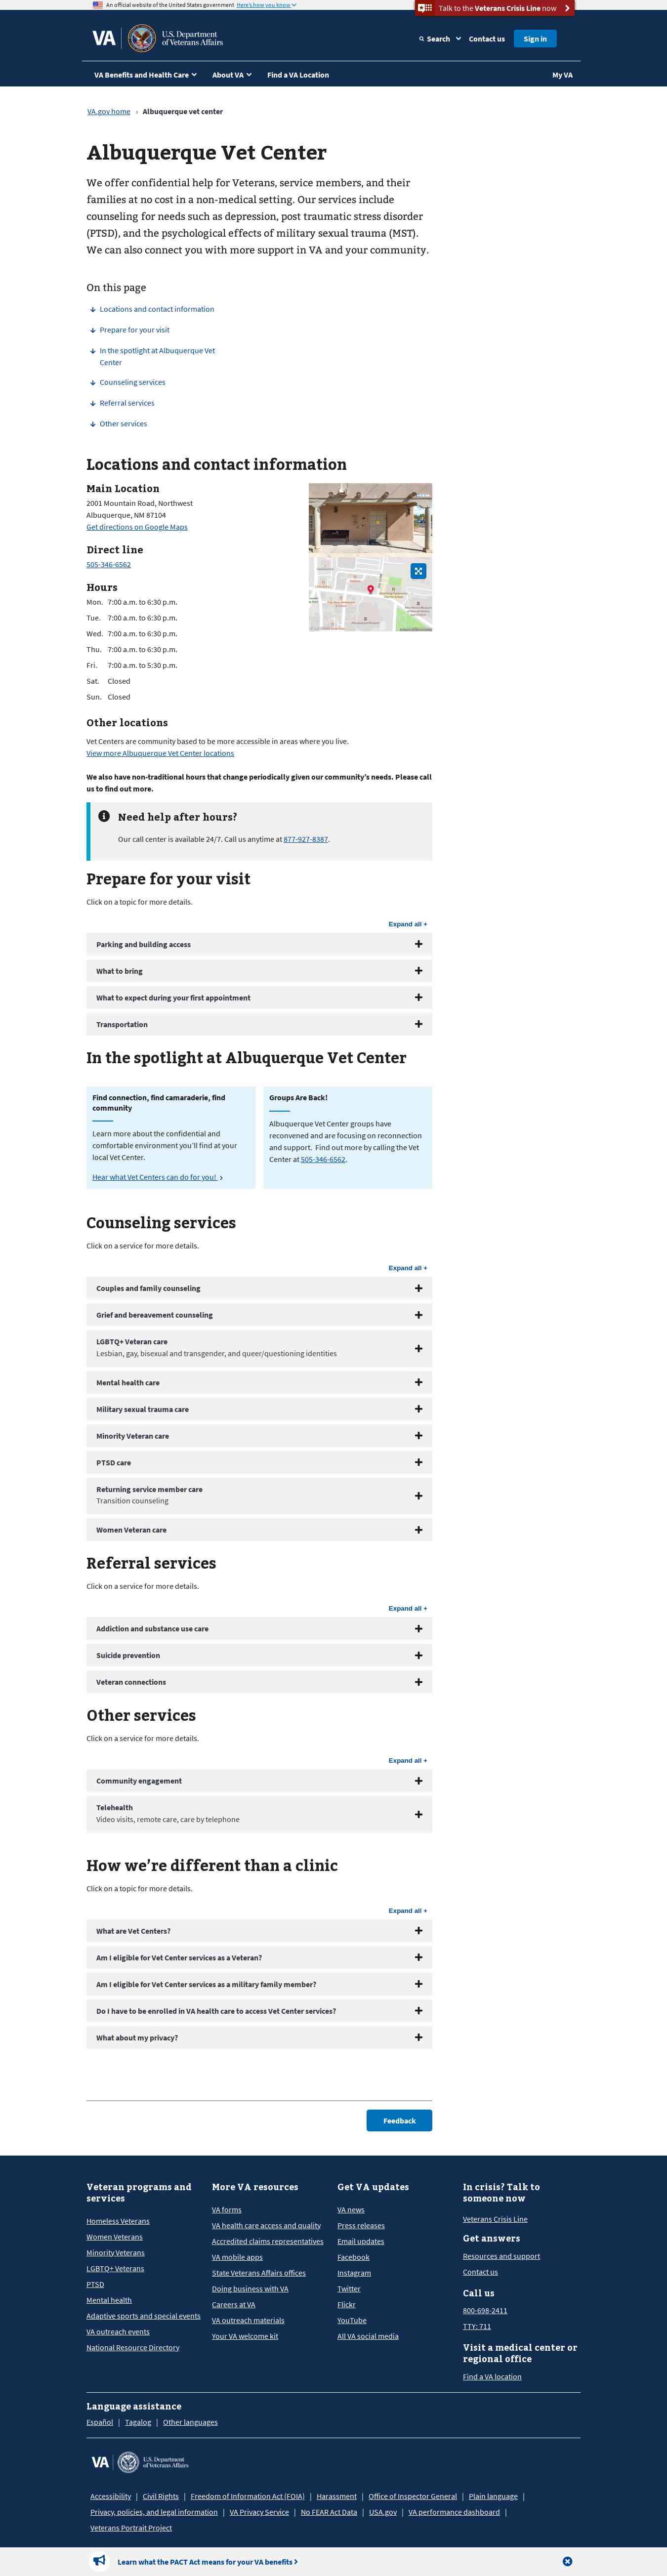 An official website of the United States government Here's how you know
Talk to the Veterans Crisis Line now
VA
U.S. Department
of Veterans Affairs
Search
Contact us
Sign in
VA Benefits and Health Care
About VA
Find a VA Location
My VA
VA.gov home › Albuquerque vet center
Albuquerque Vet Center
We offer confidential help for Veterans, service members, and their
families at no cost in a non-medical setting. Our services include
counseling for needs such as depression, post traumatic stress disorder
(PTSD), and the psychological effects of military sexual trauma (MST).
We can also connect you with more support in VA and your community.
On this page
Locations and contact information
Prepare for your visit
In the spotlight at Albuquerque Vet
Center
Counseling services
Referral services
Other services
Locations and contact information
Main Location
2001 Mountain Road, Northwest
Albuquerque, NM 87104
Get directions on Google Maps
Direct line
505-346-6562
Hours
Mon. 7:00 a.m. to 6:30 p.m.
Tue. 7:00 a.m. to 6:30 p.m.
Wed. 7:00 a.m. to 6:30 p.m.
Thu. 7:00 a.m. to 6:30 p.m.
Fri. 7:00 a.m. to 5:30 p.m.
Sat. Closed
Sun. Closed
Other locations
Vet Centers are community based to be more accessible in areas where you live.
View more Albuquerque Vet Center locations
We also have non-traditional hours that change periodically given our community's needs. Please call
us to find out more.
Need help after hours?
Our call center is available 24/7. Call us anytime at 877-927-8387.
Prepare for your visit
Click on a topic for more details.
Expand all +
Parking and building access
What to bring
What to expect during your first appointment
Transportation
In the spotlight at Albuquerque Vet Center
Find connection, find camaraderie, find
community
Learn more about the confidential and
comfortable environment you'll find at your
local Vet Center.
Hear what Vet Centers can do for you!
Groups Are Back!
Albuquerque Vet Center groups have
reconvened and are focusing on reconnection
and support. Find out more by calling the Vet
Center at 505-346-6562.
Counseling services
Click on a service for more details.
Expand all +
Couples and family counseling
Grief and bereavement counseling
LGBTQ+ Veteran care
Lesbian, gay, bisexual and transgender, and queer/questioning identities
Mental health care
Military sexual trauma care
Minority Veteran care
PTSD care
Returning service member care
Transition counseling
Women Veteran care
Referral services
Click on a service for more details.
Expand all +
Addiction and substance use care
Suicide prevention
Veteran connections
Other services
Click on a service for more details.
Expand all +
Community engagement
Telehealth
Video visits, remote care, care by telephone
How we're different than a clinic
Click on a topic for more details.
Expand all +
What are Vet Centers?
Am I eligible for Vet Center services as a Veteran?
Am I eligible for Vet Center services as a military family member?
Do I have to be enrolled in VA health care to access Vet Center services?
What about my privacy?
Feedback
Veteran programs and
services
Homeless Veterans
Women Veterans
Minority Veterans
LGBTQ+ Veterans
PTSD
Mental health
Adaptive sports and special events
VA outreach events
National Resource Directory
More VA resources
VA forms
VA health care access and quality
Accredited claims representatives
VA mobile apps
State Veterans Affairs offices
Doing business with VA
Careers at VA
VA outreach materials
Your VA welcome kit
Get VA updates
VA news
Press releases
Email updates
Facebook
Instagram
Twitter
Flickr
YouTube
All VA social media
In crisis? Talk to
someone now
Veterans Crisis Line
Get answers
Resources and support
Contact us
Call us
800-698-2411
TTY: 711
Visit a medical center or
regional office
Find a VA location
Language assistance
Español | Tagalog | Other languages
VA
U.S. Department
of Veterans Affairs
Accessibility | Civil Rights | Freedom of Information Act (FOIA) | Harassment | Office of Inspector General | Plain language |
Privacy, policies, and legal information | VA Privacy Service | No FEAR Act Data | USA.gov | VA performance dashboard |
Veterans Portrait Project
Learn what the PACT Act means for your VA benefits